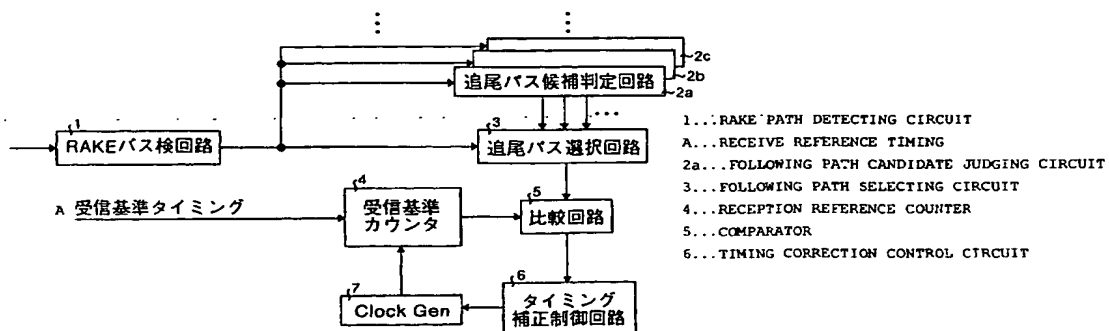 2c
2b
追尾パス候補判定回路
2a
1
RAKEパス検回路
3
追尾パス選択回路
A 受信基準タイミング
4
受信基準
カウンタ
5
比較回路
6
タイミング
補正制御回路
7
Clock Gen
1...RAKE PATH DETECTING CIRCUIT
A...RECEIVE REFERENCE TIMING
2a...FOLLOWING PATH CANDIDATE JUDGING CIRCUIT
3...FOLLOWING PATH SELECTING CIRCUIT
4...RECEPTION REFERENCE COUNTER
5...COMPARATOR
6...TIMING CORRECTION CONTROL CIRCUIT